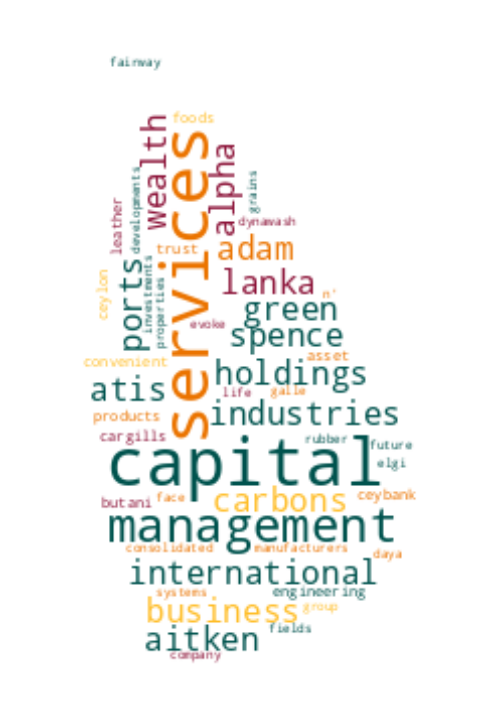 fairway
foods
wealth
services
alpha
grains
leather
developments
dynawash
trust
adam
ceylon
ports
investments
properties
lanka
n'
green
evoke
spence
convenient
asset
holdings
atis
life
galle
products
industries
cargills
rubber
future
capital
elgi
butani
face
carbons
ceybank
management
consolidated
manufacturers
daya
international
systems
engineering
business
group
aitken
fields
company